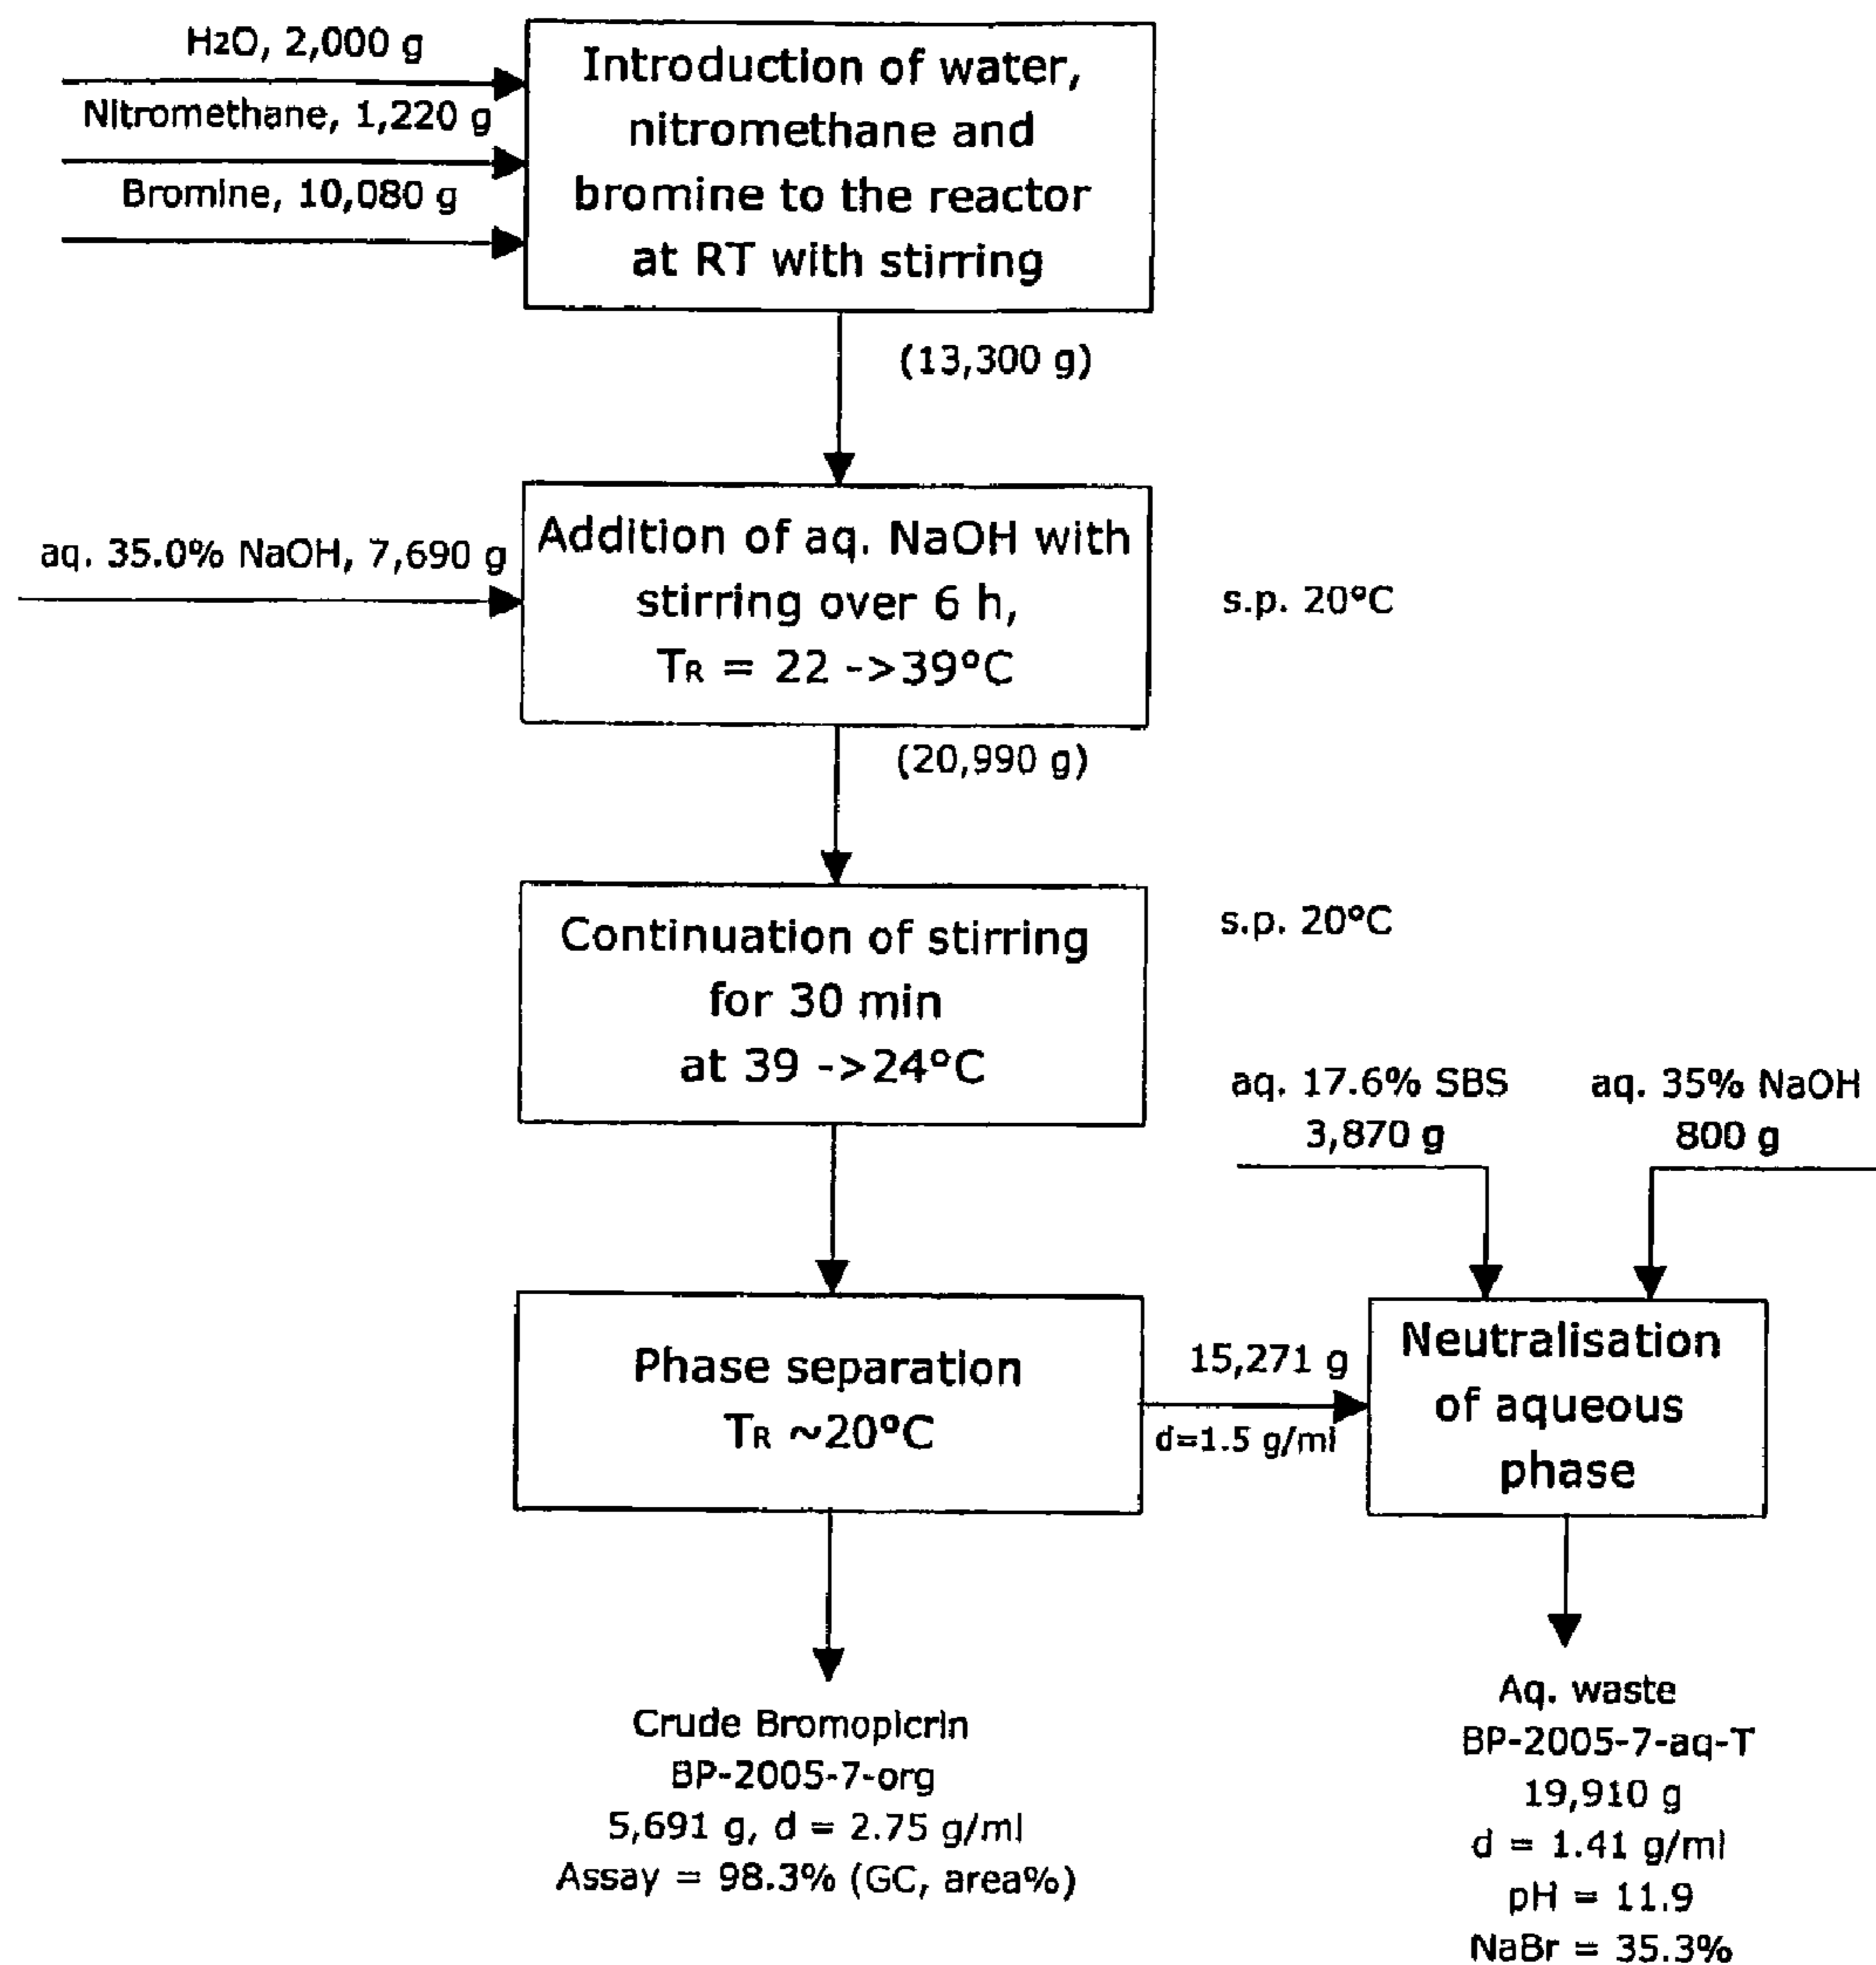 H2O, 2,000 g
Nitromethane, 1,220 g
Bromine, 10,080 g
Introduction of water,
nitromethane and
bromine to the reactor
at RT with stirring
(13,300 g)
aq. 35.0% NaOH, 7,690 g
Addition of aq. NaOH with
stirring over 6 h,
TR = 22 ->39°C
s.p. 20°C
(20,990 g)
Continuation of stirring
for 30 min
at 39 ->24°C
s.p. 20°C
aq. 17.6% SBS
3,870 g
aq. 35% NaOH
800 g
Phase separation
TR ~20°C
15,271 g
d=1.5 g/ml
Neutralisation
of aqueous
phase
Crude Bromopicrin
BP-2005-7-org
5,691 g, d = 2.75 g/ml
Assay = 98.3% (GC, area%)
Aq. waste
BP-2005-7-aq-T
19,910 g
d = 1.41 g/ml
pH = 11.9
NaBr = 35.3%